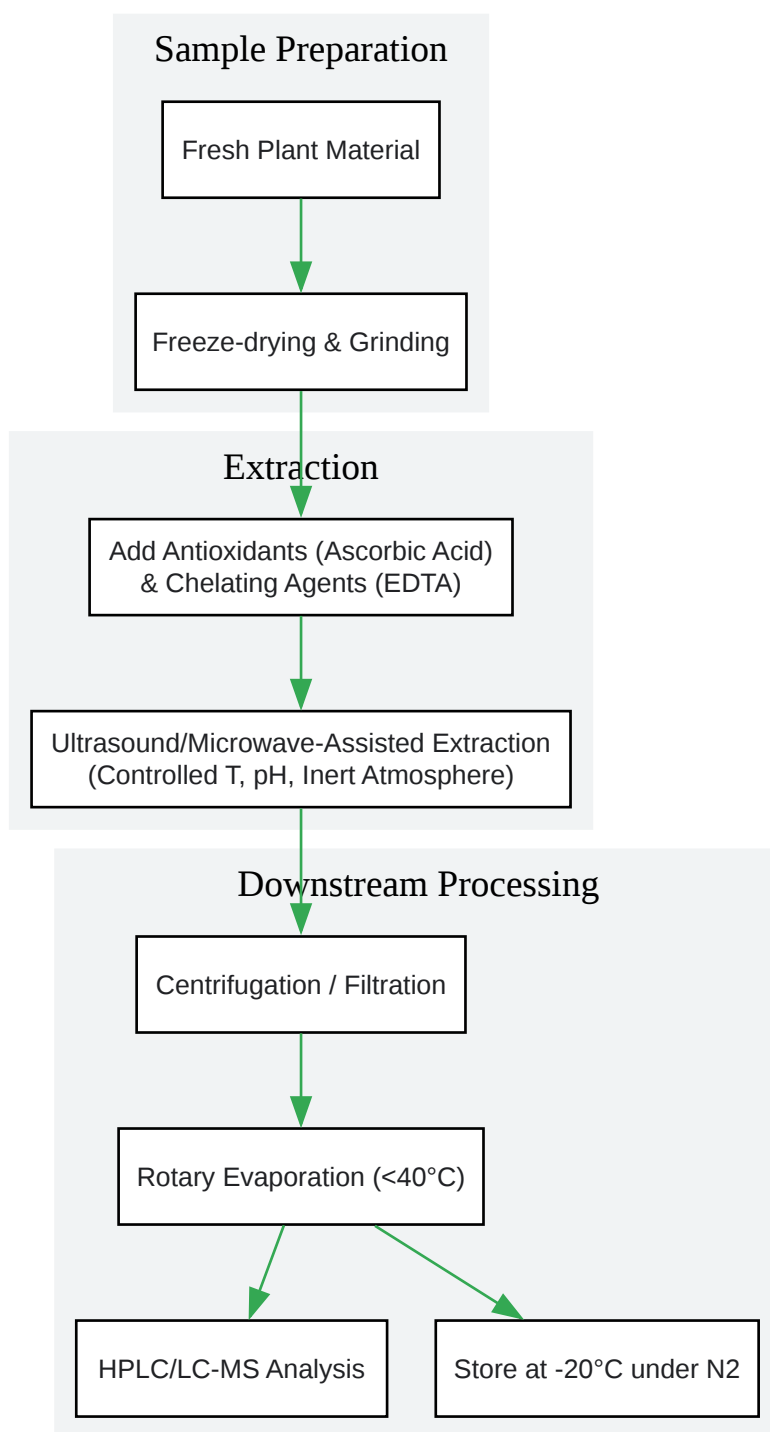 Sample Preparation
Fresh Plant Material
Freeze-drying & Grinding
Extraction
Add Antioxidants (Ascorbic Acid)
& Chelating Agents (EDTA)
Ultrasound/Microwave-Assisted Extraction
(Controlled T, pH, Inert Atmosphere)
Downstream Processing
Centrifugation / Filtration
Rotary Evaporation (<40°C)
HPLC/LC-MS Analysis
Store at -20°C under N2